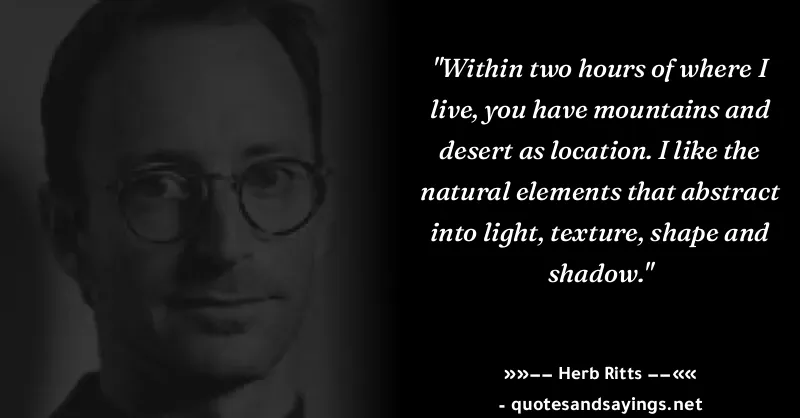 "Within two hours of where I
live, you have mountains and
desert as location. I like the
natural elements that abstract
into light, texture, shape and
shadow."
»»–– Herb Ritts ––««
- quotesandsayings.net